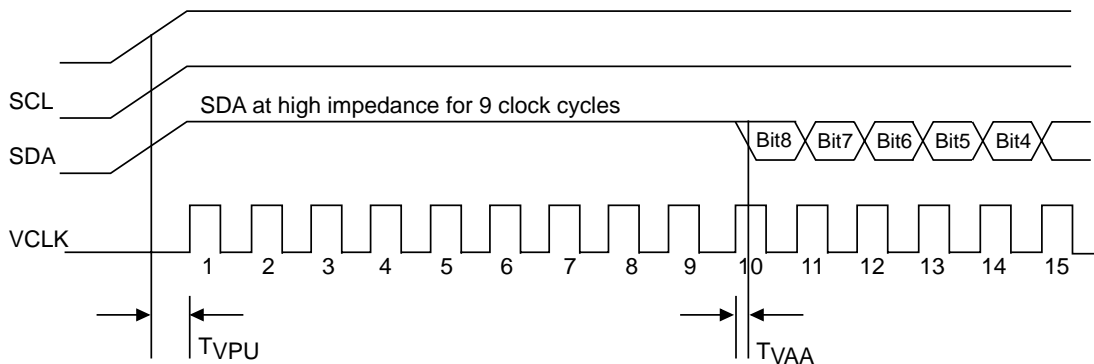 SCL
SDA at high impedance for 9 clock cycles
SDA
Bit8 Bit7 Bit6 Bit5 Bit4
VCLK
1 2 3 4 5 6 7 8 9 10 11 12 13 14 15
TVPU
TVAA